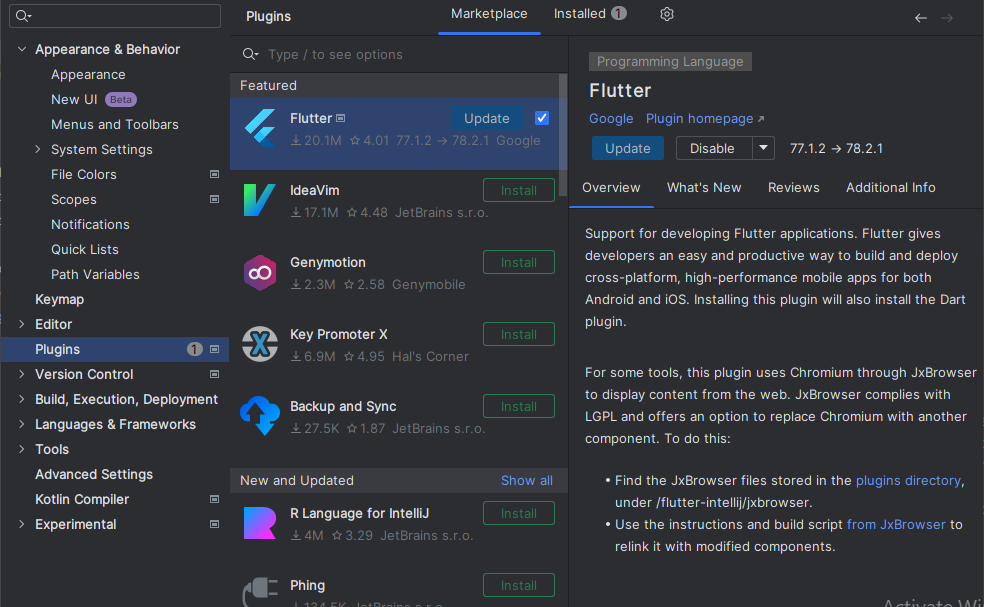 Plugins
Marketplace
Installed 1
Appearance & Behavior
Appearance
New UI Beta
Menus and Toolbars
System Settings
File Colors
Scopes
Notifications
Quick Lists
Path Variables
Keymap
Editor
Plugins 1
Version Control
Build, Execution, Deployment
Languages & Frameworks
Tools
Advanced Settings
Kotlin Compiler
Experimental
Type / to see options
Featured
Flutter
Update
20.1M 4.01 77.1.2 → 78.2.1 Google
IdeaVim
Install
17.1M 4.48 JetBrains s.r.o.
Genymotion
Install
2.3M 2.58 Genymobile
Key Promoter X
Install
6.9M 4.95 Hal's Corner
Backup and Sync
Install
27.5K 1.87 JetBrains s.r.o.
New and Updated Show all
R Language for IntelliJ
Install
4M 3.29 JetBrains s.r.o.
Phing
Install
134.5K JetBrains s.r.o.
Programming Language
Flutter
Google Plugin homepage ↗
Update Disable 77.1.2 → 78.2.1
Overview What's New Reviews Additional Info
Support for developing Flutter applications. Flutter gives
developers an easy and productive way to build and deploy
cross-platform, high-performance mobile apps for both
Android and iOS. Installing this plugin will also install the Dart
plugin.
For some tools, this plugin uses Chromium through JxBrowser
to display content from the web. JxBrowser complies with
LGPL and offers an option to replace Chromium with another
component. To do this:
• Find the JxBrowser files stored in the plugins directory,
under /flutter-intellij/jxbrowser.
• Use the instructions and build script from JxBrowser to
relink it with modified components.
Activate Wi